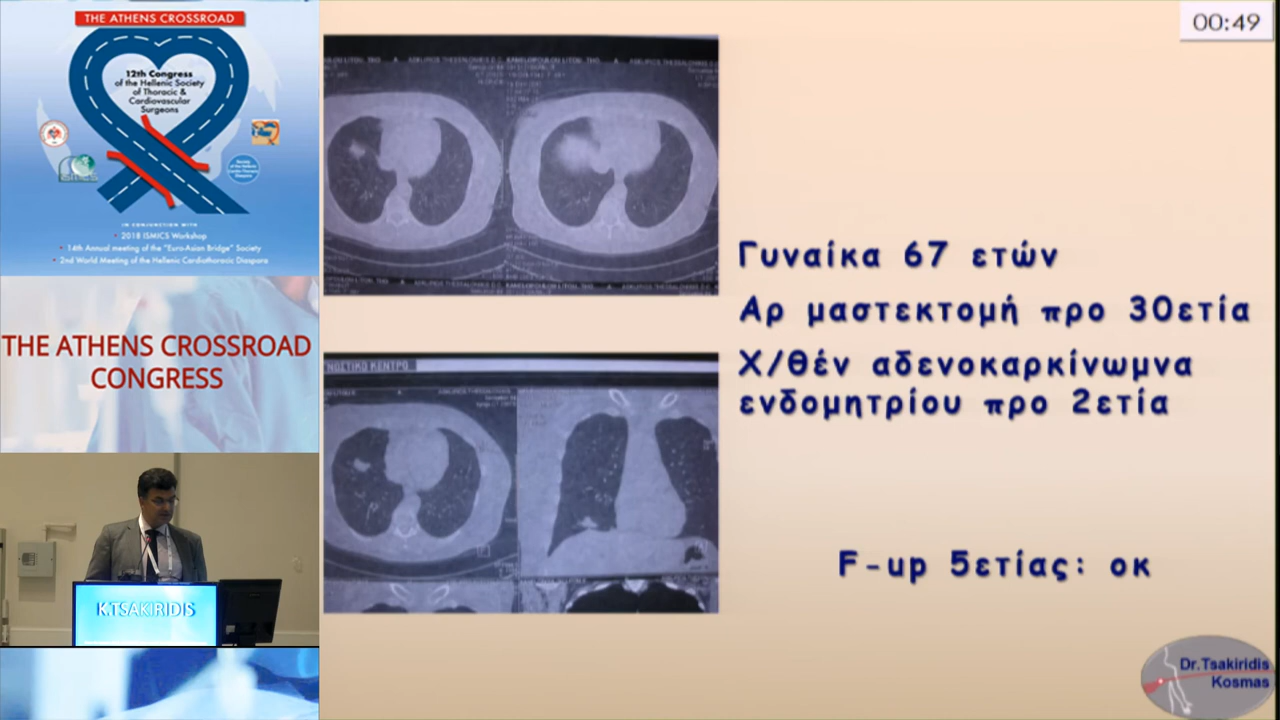 THE ATHENS CROSSROAD
12th Congress
of the Hellenic Society
of Thoracic &
Cardiovascular
Surgeons
IN CONJUNCTION WITH
• 2018 ISMICS Workshop
• 14th Annual meeting of the "Euro-Asian Bridge" Society
• 2nd World Meeting of the Hellenic Cardiothoracic Diaspora
THE ATHENS CROSSROAD
CONGRESS
K.TSAKIRIDIS
00:49
Γυναίκα 67 ετών
Αρ μαστεκτομή προ 30ετία
Χ/θέν αδενοκαρκίνωμνα
ενδομητρίου προ 2ετία
F-up 5ετίας: οκ
Dr.Tsakiridis
Kosmas